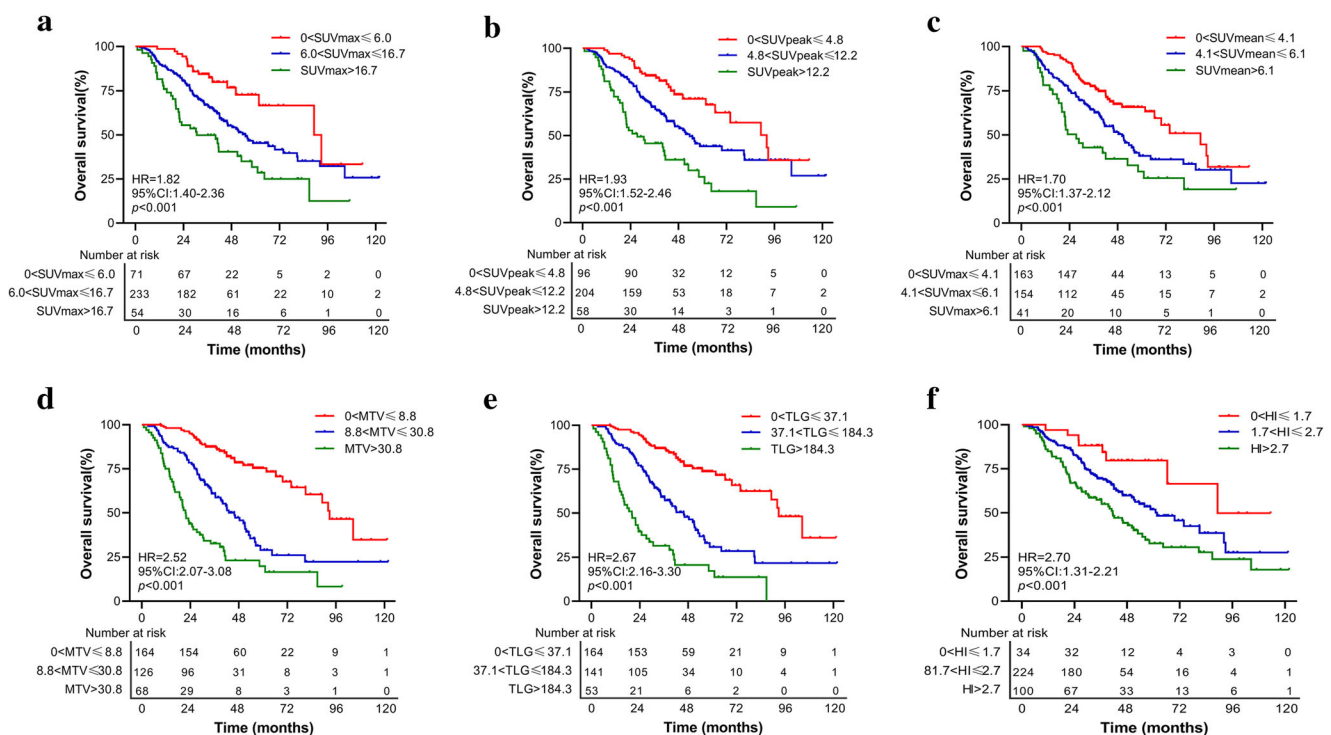 a
0<SUVmax≤6.0
6.0<SUVmax≤16.7
SUVmax>16.7
Overall survival(%)
100
75
50
25
0
HR=1.82
95%CI:1.40-2.36
p<0.001
0 24 48 72 96 120
Number at risk
0<SUVmax≤6.0 71 67 22 5 2 0
6.0<SUVmax≤16.7 233 182 61 22 10 2
SUVmax>16.7 54 30 16 6 1 0
0 24 48 72 96 120
Time (months)
b
0<SUVpeak≤4.8
4.8<SUVpeak≤12.2
SUVpeak>12.2
Overall survival(%)
100
75
50
25
0
HR=1.93
95%CI:1.52-2.46
p<0.001
0 24 48 72 96 120
Number at risk
0<SUVpeak≤4.8 96 90 32 12 5 0
4.8<SUVpeak≤12.2 204 159 53 18 7 2
SUVpeak>12.2 58 30 14 3 1 0
0 24 48 72 96 120
Time (months)
c
0<SUVmean≤4.1
4.1<SUVmean≤6.1
SUVmean>6.1
Overall survival(%)
100
75
50
25
0
HR=1.70
95%CI:1.37-2.12
p<0.001
0 24 48 72 96 120
Number at risk
0<SUVmax≤4.1 163 147 44 13 5 0
4.1<SUVmax≤6.1 154 112 45 15 7 2
SUVmax>6.1 41 20 10 5 1 0
0 24 48 72 96 120
Time (months)
d
0<MTV≤8.8
8.8<MTV≤30.8
MTV>30.8
Overall survival(%)
100
75
50
25
0
HR=2.52
95%CI:2.07-3.08
p<0.001
0 24 48 72 96 120
Number at risk
0<MTV≤8.8 164 154 60 22 9 1
8.8<MTV≤30.8 126 96 31 8 3 1
MTV>30.8 68 29 8 3 1 0
0 24 48 72 96 120
Time (months)
e
0<TLG≤37.1
37.1<TLG≤184.3
TLG>184.3
Overall survival(%)
100
75
50
25
0
HR=2.67
95%CI:2.16-3.30
p<0.001
0 24 48 72 96 120
Number at risk
0<TLG≤37.1 164 153 59 21 9 1
37.1<TLG≤184.3 141 105 34 10 4 1
TLG>184.3 53 21 6 2 0 0
0 24 48 72 96 120
Time (months)
f
0<HI≤1.7
1.7<HI≤2.7
HI>2.7
Overall survival(%)
100
75
50
25
0
HR=2.70
95%CI:1.31-2.21
p<0.001
0 24 48 72 96 120
Number at risk
0<HI≤1.7 34 32 12 4 3 0
81.7<HI≤2.7 224 180 54 16 4 1
HI>2.7 100 67 33 13 6 1
0 24 48 72 96 120
Time (months)